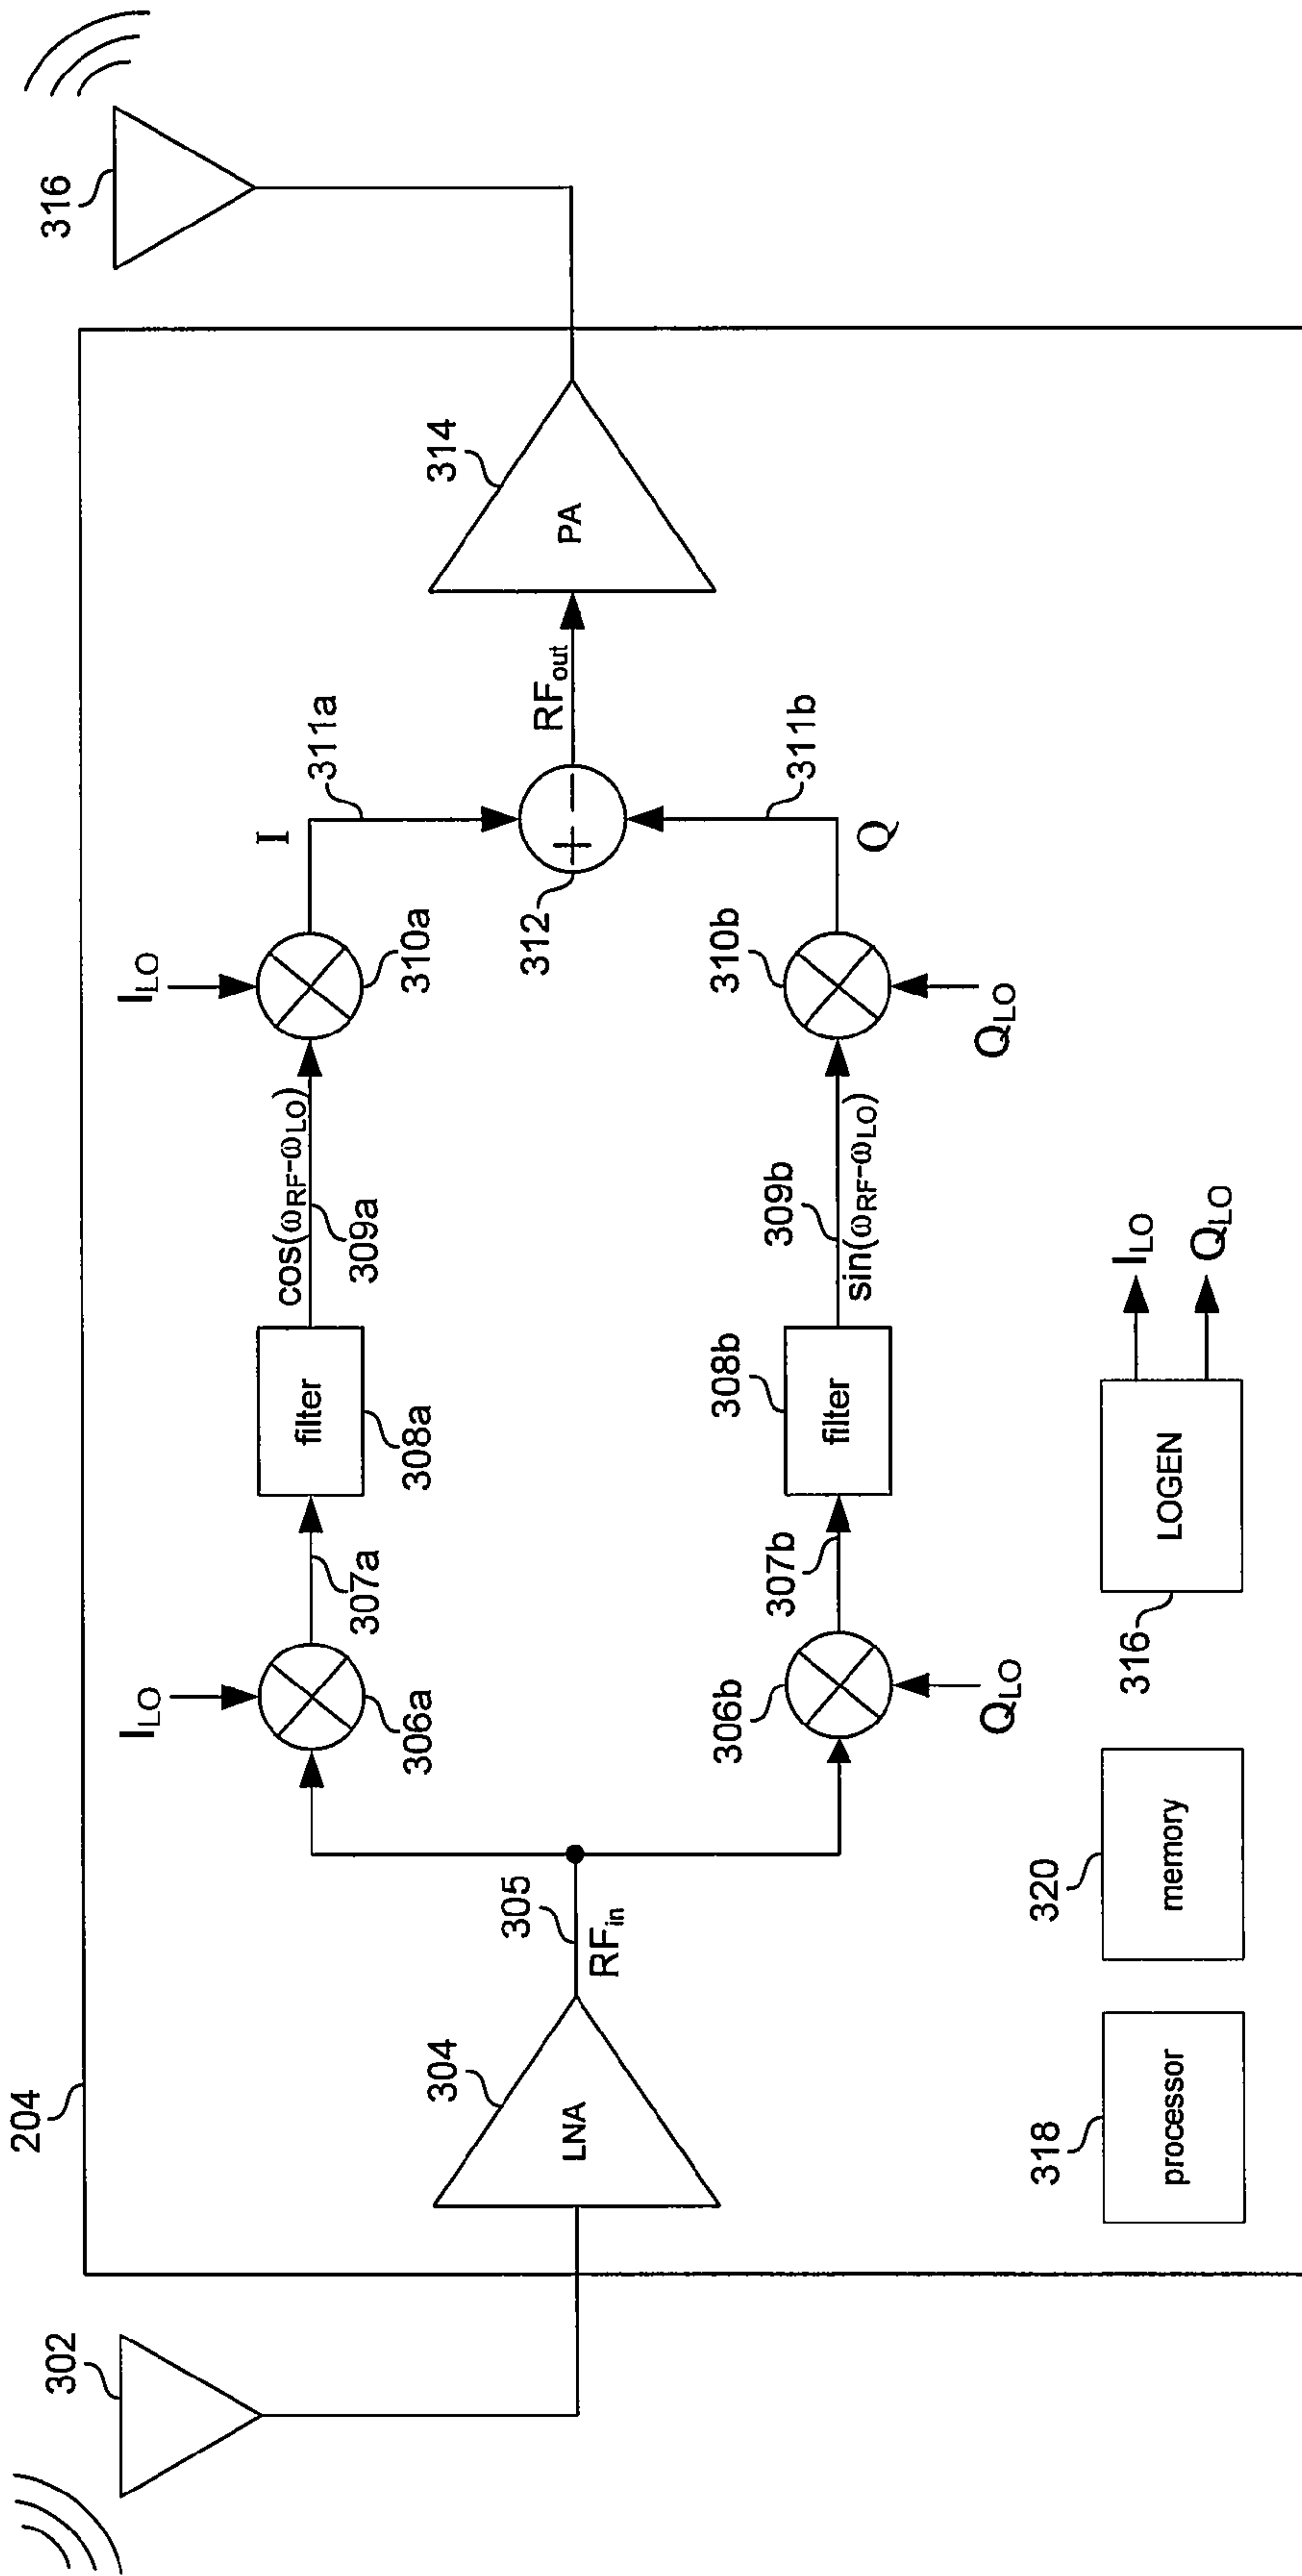 204
302
316
304
LNA
305
RFin
ILO
306a
307a
filter
308a
cos(ωRF-ωLO)
309a
ILO
310a
I
311a
312
+ −
RFout
314
PA
306b
QLO
307b
308b
filter
309b
sin(ωRF-ωLO)
310b
QLO
Q
311b
318
processor
320
memory
316
LOGEN
ILO
QLO